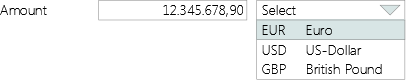 Amount 12.345.678,90 Select
EUR Euro
USD US-Dollar
GBP British Pound